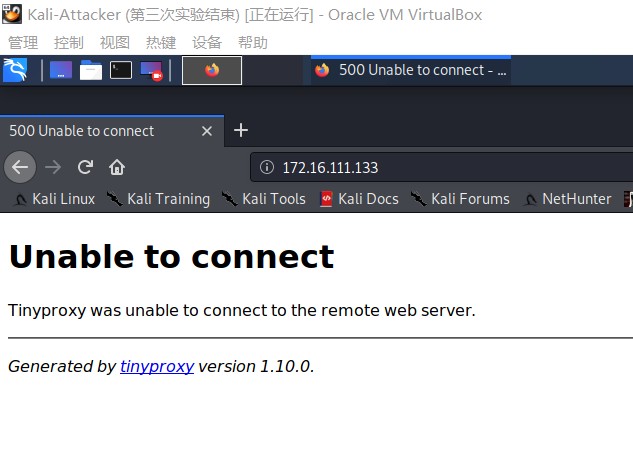 Kali-Attacker (第三次实验结束) [正在运行] - Oracle VM VirtualBox
管理 控制 视图 热键 设备 帮助
500 Unable to connect - ...
500 Unable to connect
172.16.111.133
Kali Linux Kali Training Kali Tools Kali Docs Kali Forums NetHunter
Unable to connect
Tinyproxy was unable to connect to the remote web server.
Generated by tinyproxy version 1.10.0.